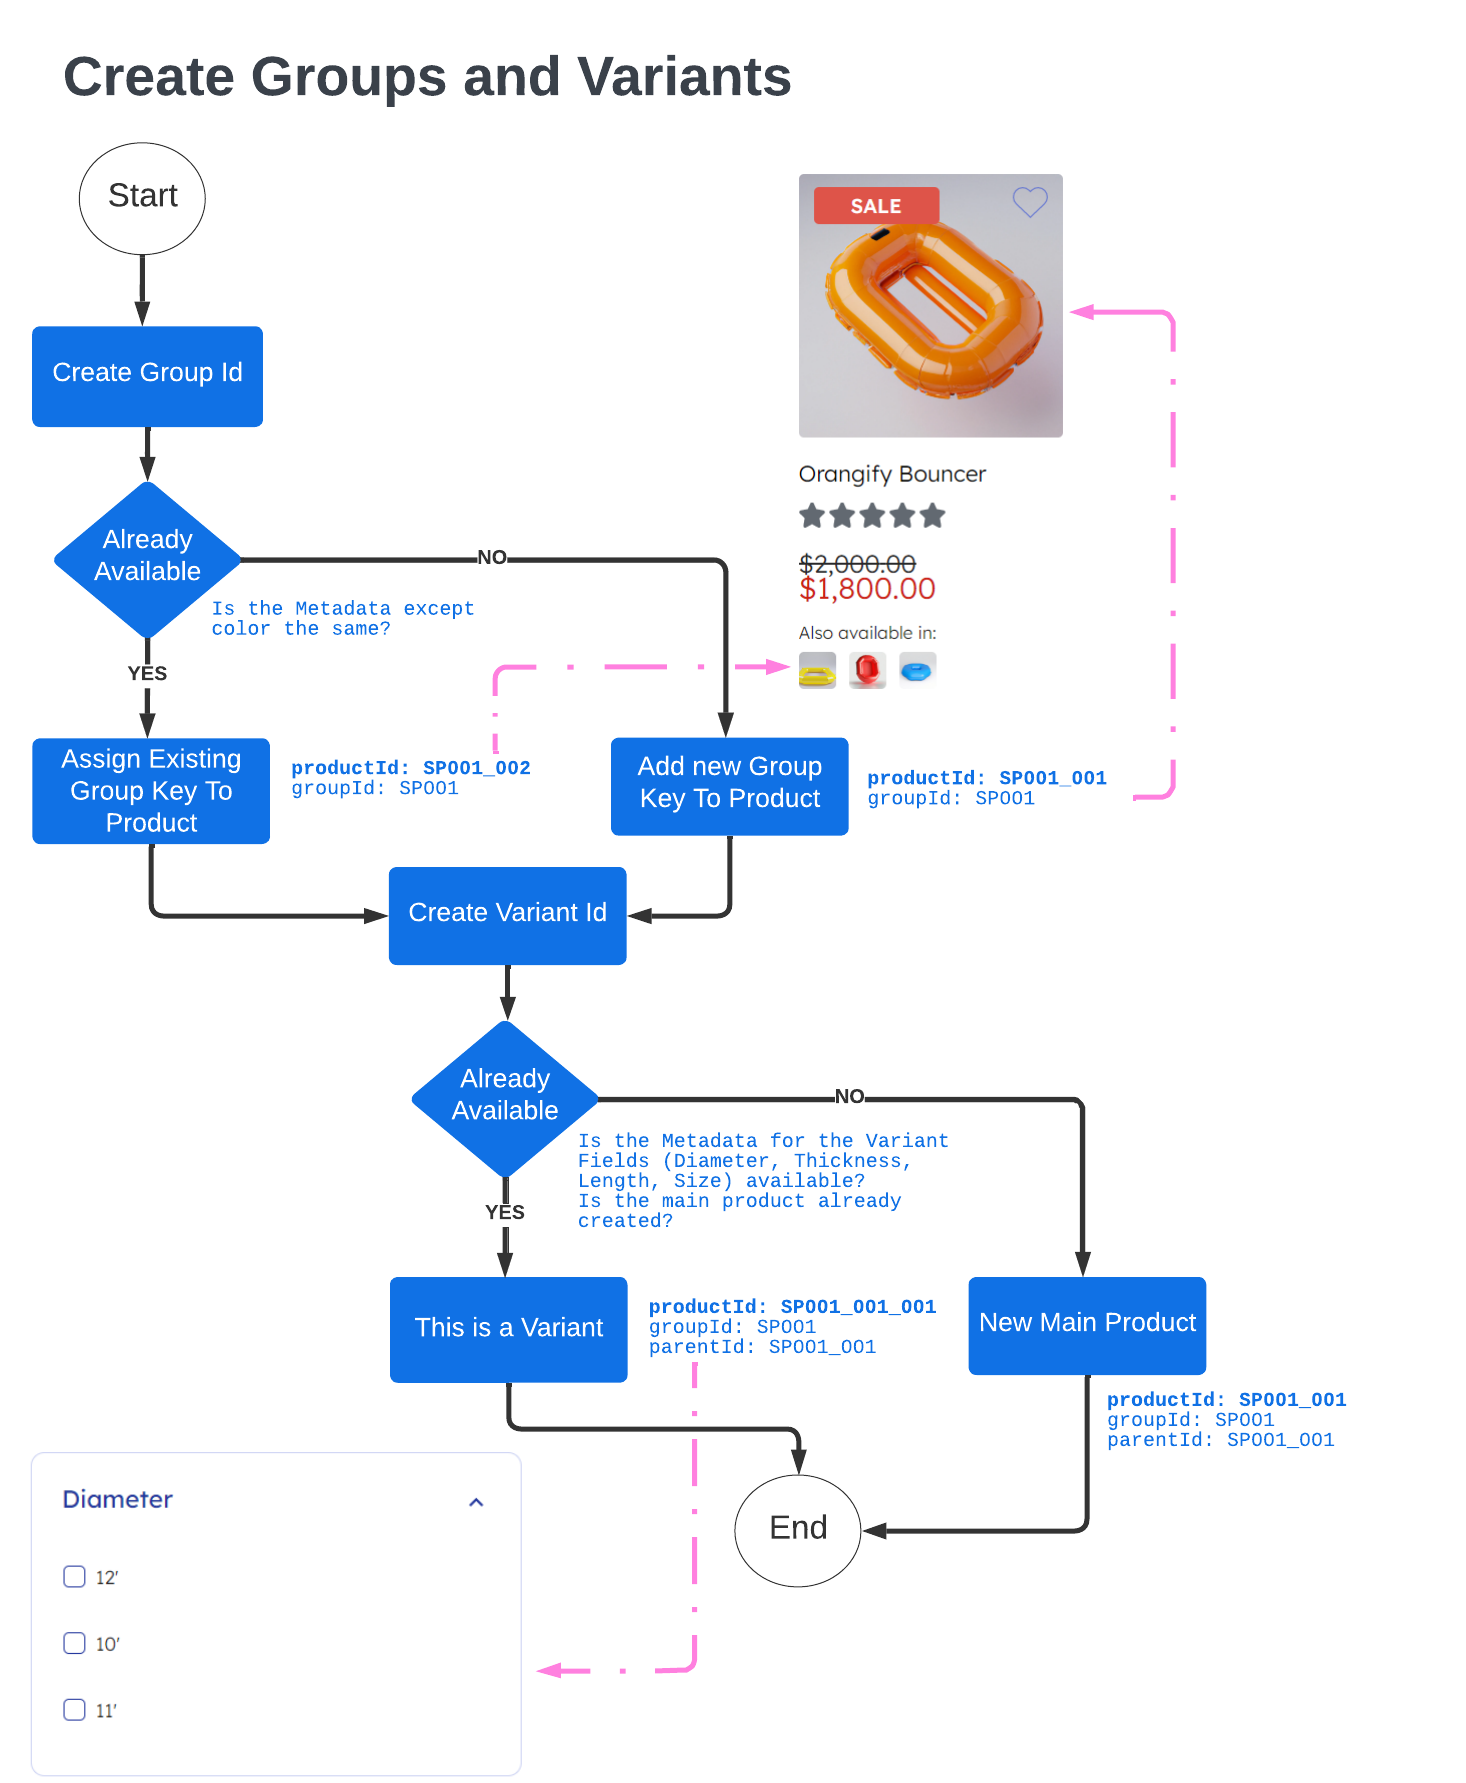 Create Groups and Variants
Start
SALE
Create Group Id
Orangify Bouncer
Already
Available
NO
$2,000.00
$1,800.00
Is the Metadata except
color the same?
Also available in:
YES
Assign Existing
Group Key To
Product
productId: SP001_002
groupId: SP001
Add new Group
Key To Product
productId: SP001_001
groupId: SP001
Create Variant Id
Already
Available
NO
Is the Metadata for the Variant
Fields (Diameter, Thickness,
Length, Size) available?
Is the main product already
created?
YES
This is a Variant
productId: SP001_001_001
groupId: SP001
parentId: SP001_001
New Main Product
productId: SP001_001
groupId: SP001
parentId: SP001_001
Diameter
12'
10'
11'
End